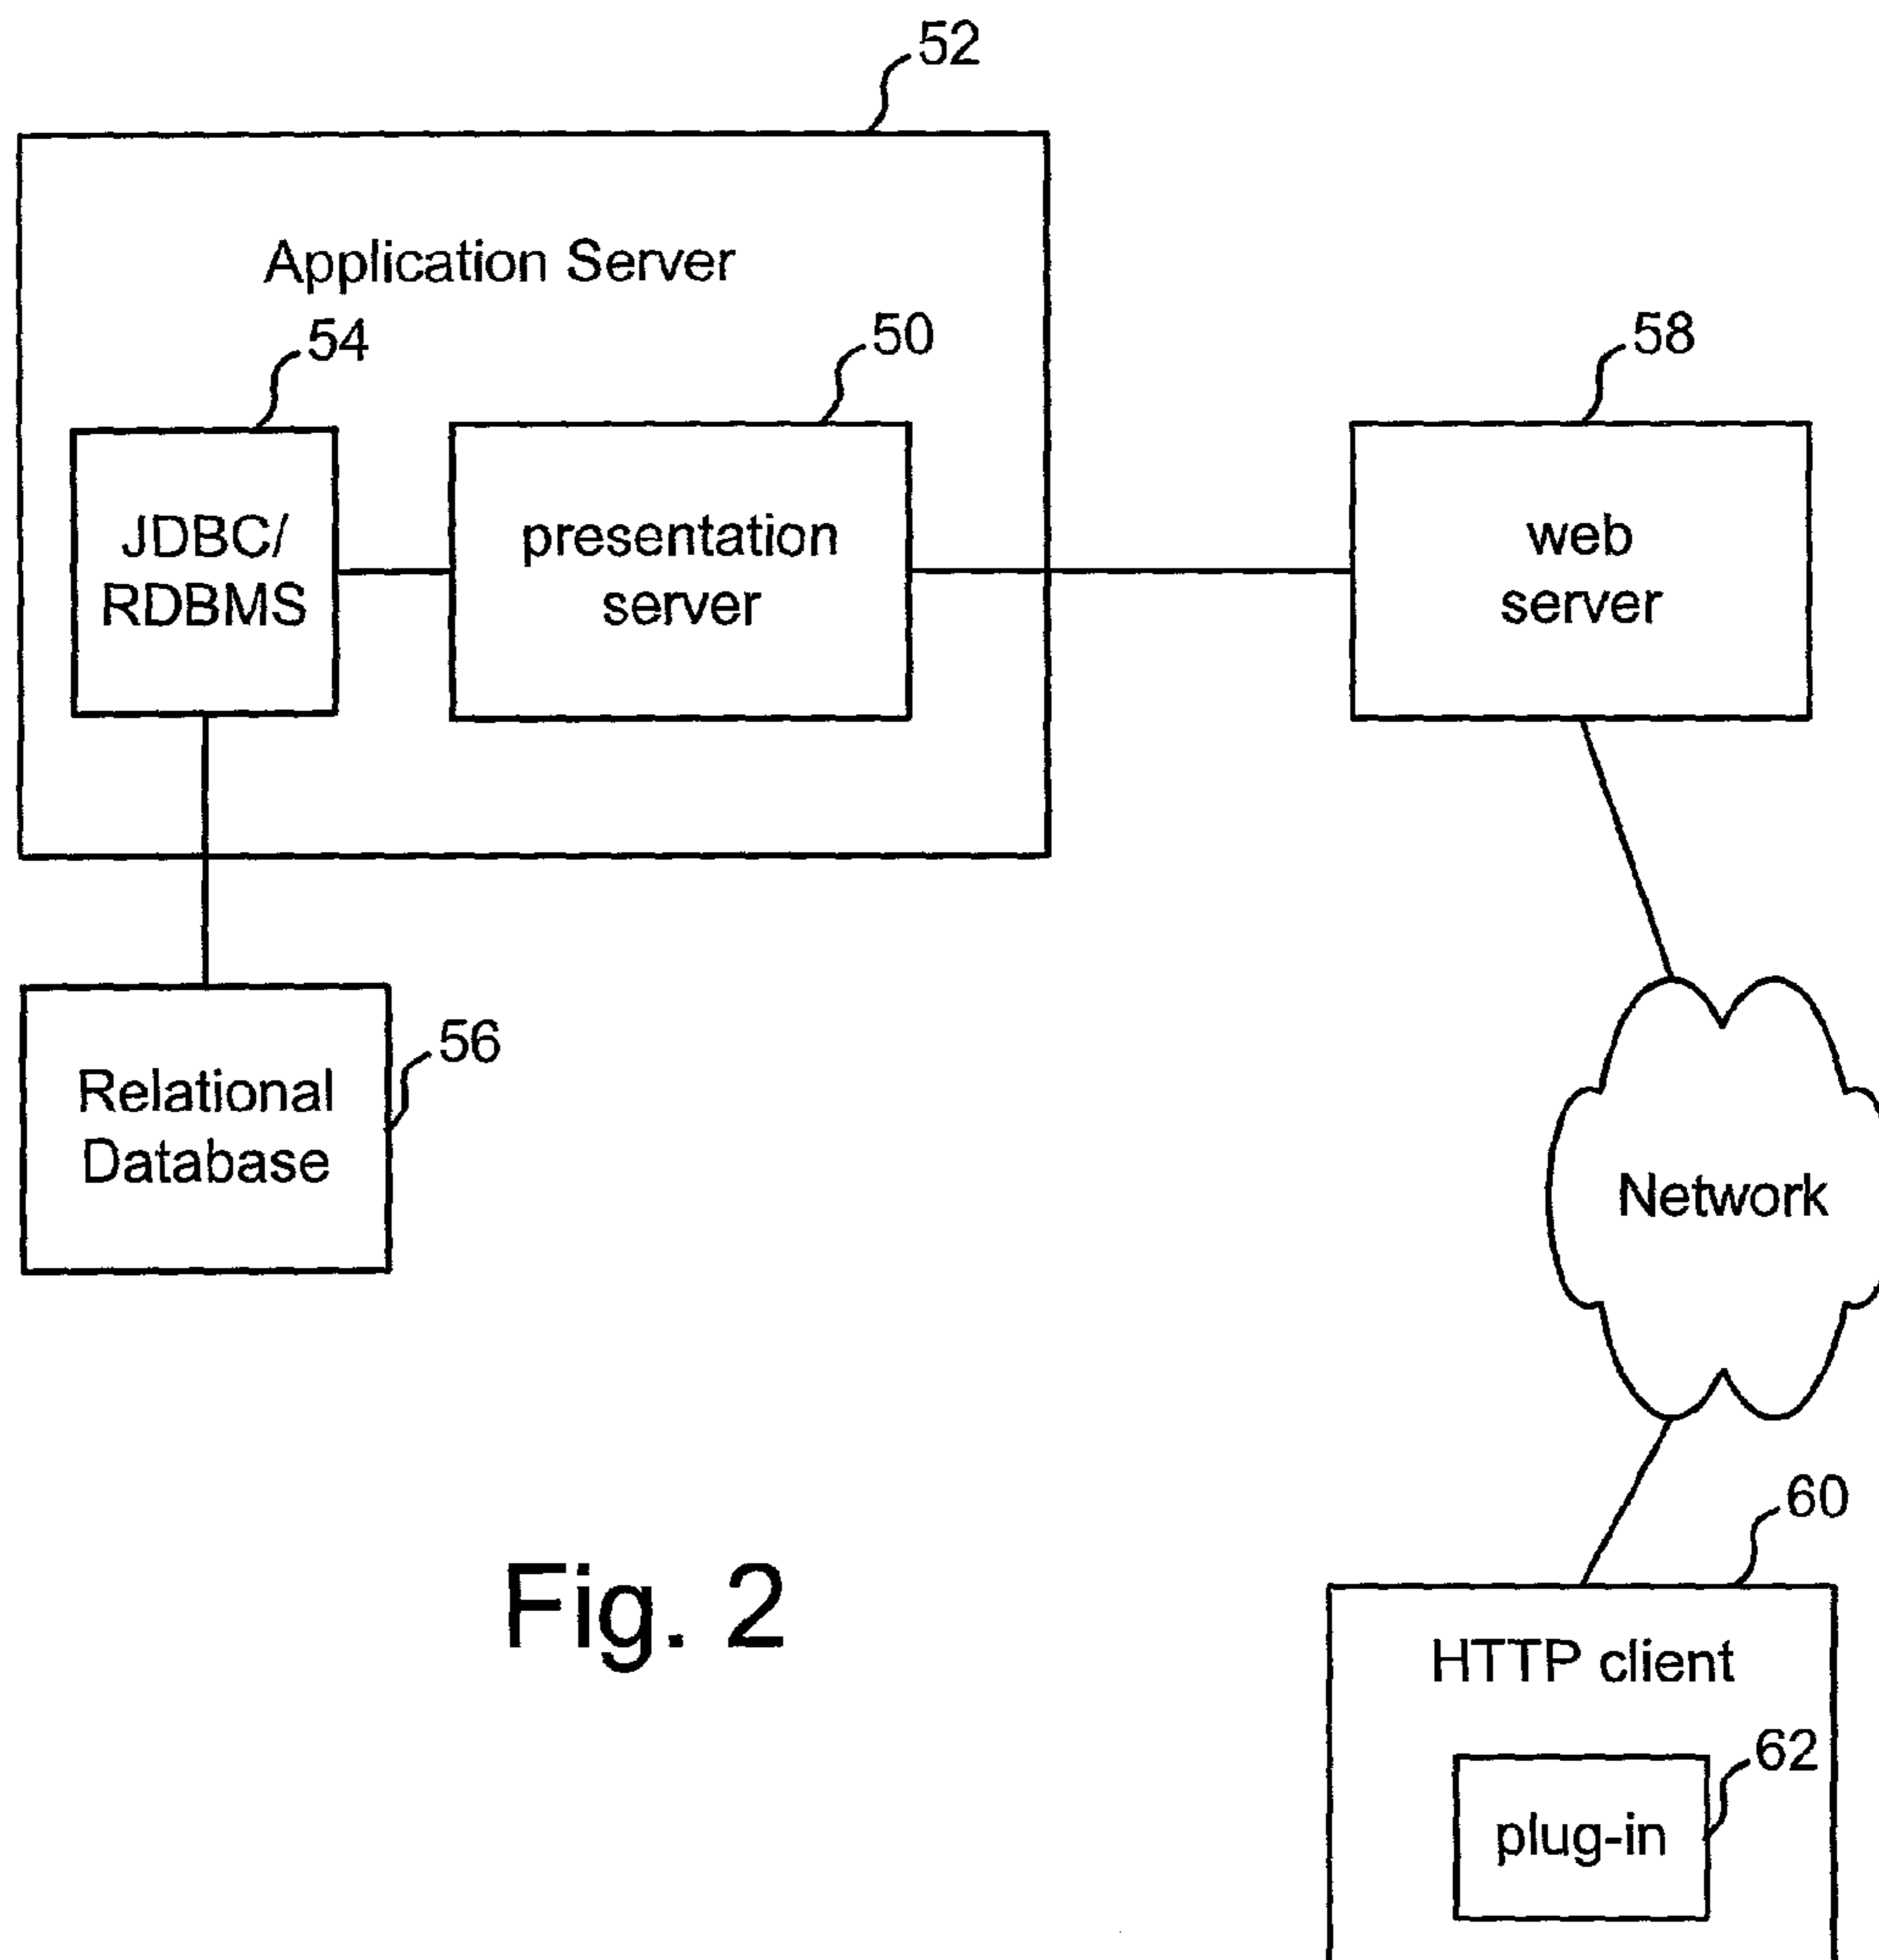 52
Application Server
54
50
58
JDBC/
RDBMS
presentation
server
web
server
56
Relational
Database
Network
60
Fig. 2
HTTP client
62
plug-in